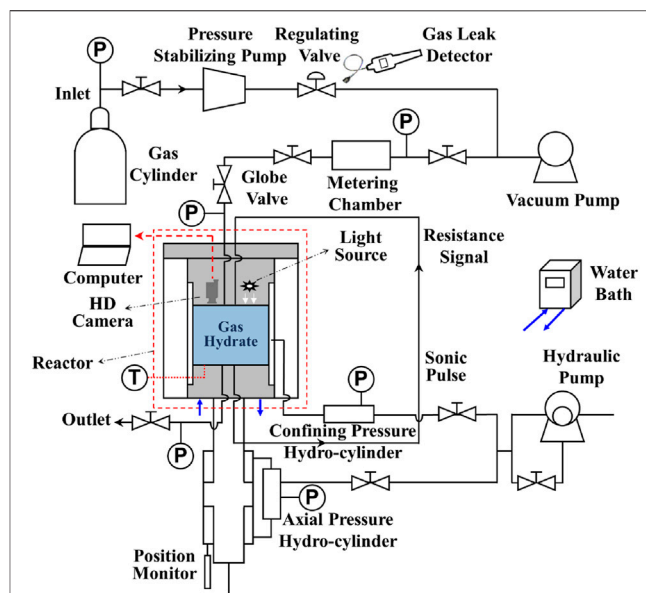 Pressure
Stabilizing Pump
Regulating
Valve
Gas Leak
Detector
P
Inlet
P
Gas
Cylinder
Globe
Valve
Metering
Chamber
Vacuum Pump
P
Computer
Light
Source
Resistance
Signal
Water
Bath
HD
Camera
Gas
Hydrate
Reactor
T
Sonic
Pulse
Hydraulic
Pump
P
Outlet
P
Confining Pressure
Hydro-cylinder
P
Axial Pressure
Hydro-cylinder
Position
Monitor